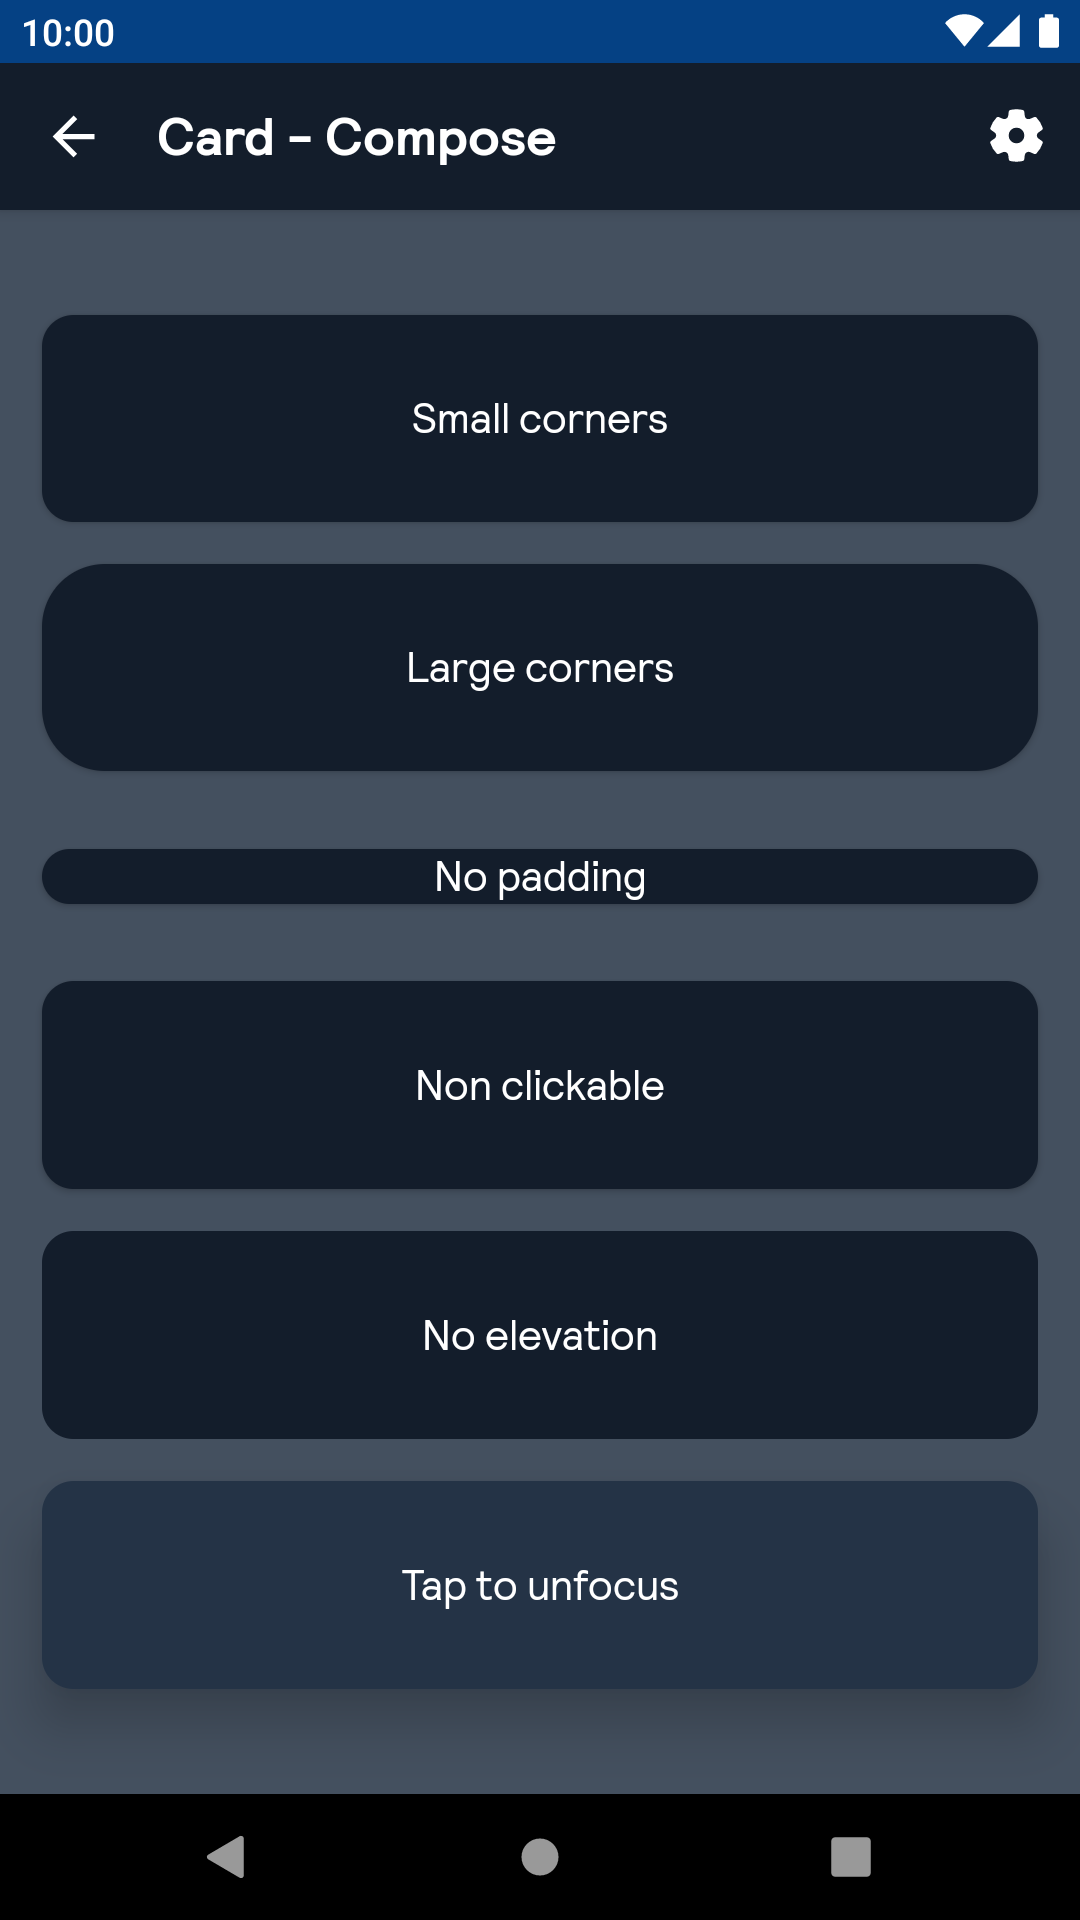 10:00
Card - Compose
Small corners
Large corners
No padding
Non clickable
No elevation
Tap to unfocus